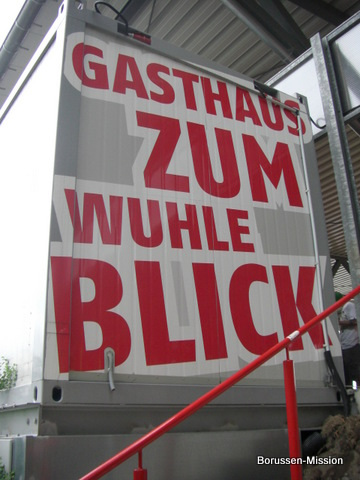 GASTHAUS
ZUM
WUHLE
BLICK
Borussen-Mission